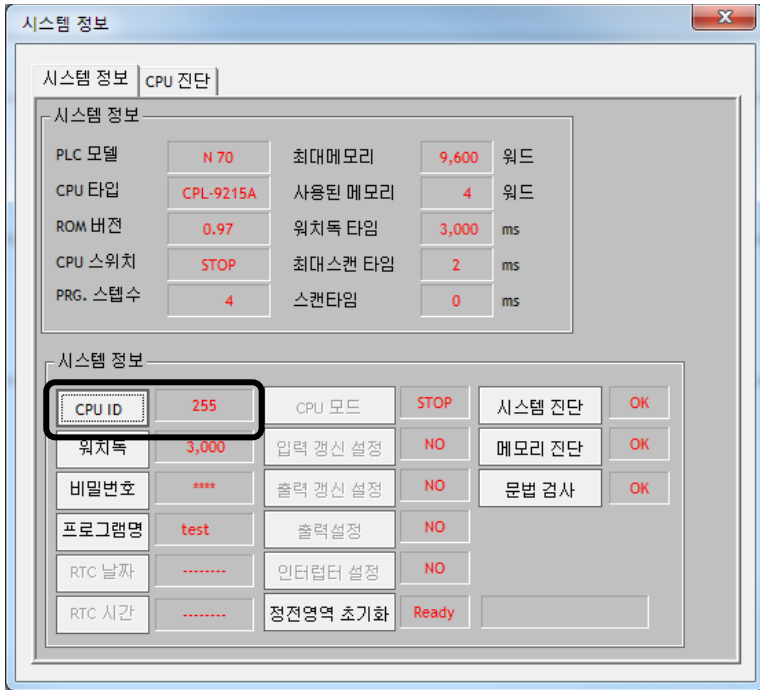 시스템 정보
시스템 정보 CPU 진단
시스템 정보
PLC 모델 N 70 최대메모리 9,600 워드
CPU 타입 CPL-9215A 사용된 메모리 4 워드
ROM 버전 0.97 워치독 타임 3,000 ms
CPU 스위치 STOP 최대스캔 타임 2 ms
PRG. 스텝수 4 스캔타임 0 ms
시스템 정보
CPU ID 255 CPU 모드 STOP 시스템 진단 OK
워치독 3,000 입력 갱신 설정 NO 메모리 진단 OK
비밀번호 **** 출력 갱신 설정 NO 문법 검사 OK
프로그램명 test 출력설정 NO
RTC 날짜 -------- 인터럽터 설정 NO
RTC 시간 -------- 정전영역 초기화 Ready